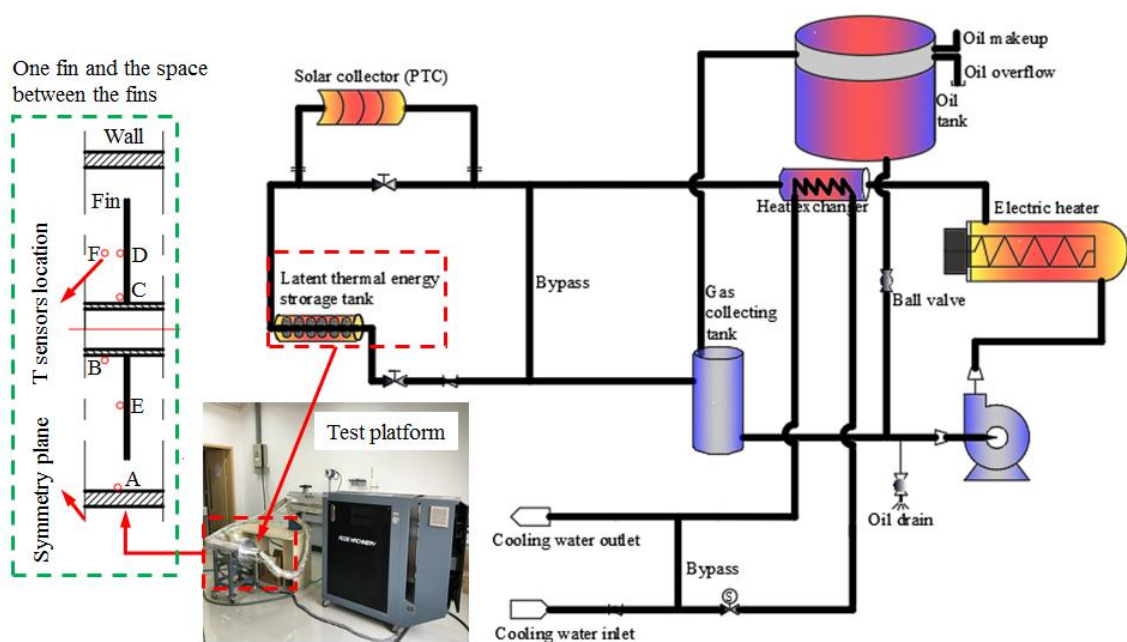 One fin and the space
between the fins
Wall
Fin
F
D
C
B
E
A
T sensors location
Symmetry plane
Solar collector (PTC)
Latent thermal energy
strorage tank
Bypass
Test platform
Oil makeup
Oil overflow
Oil
tank
Heat exchanger
Electric heater
Gas
collecting
tank
Ball valve
Oil drain
Cooling water outlet
Bypass
S
Cooling water inlet